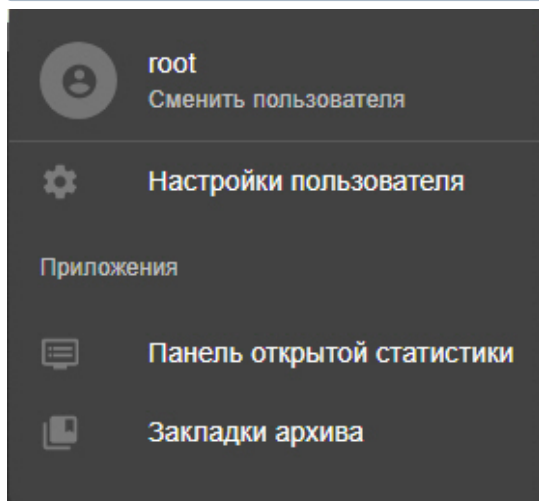 root
Сменить пользователя
Настройки пользователя
Приложения
Панель открытой статистики
Закладки архива